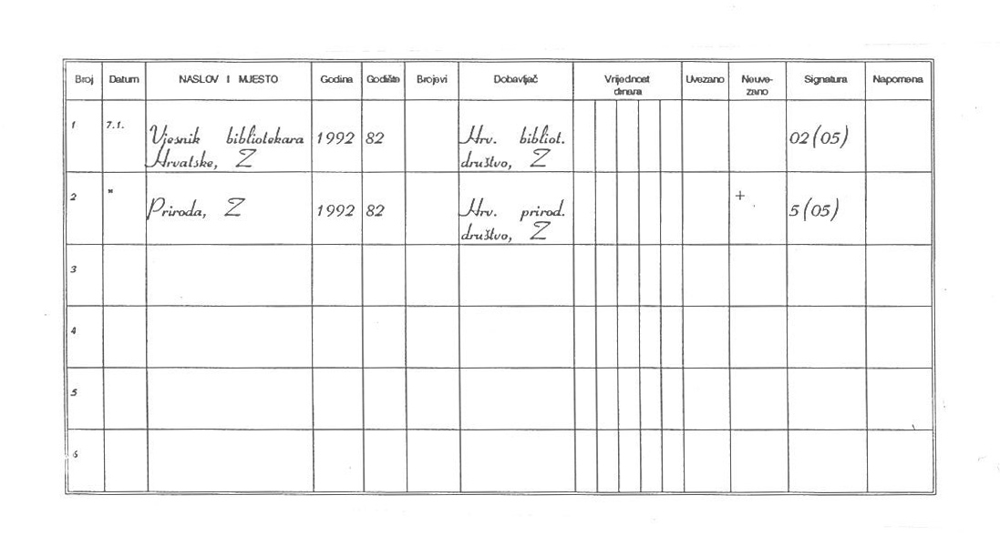 Broj Datum NASLOV I MJESTO Godina Godište Brojevi Dobavljač Vrijednost dinara Uvezano Neuve-zano Signatura Napomena
1 7.1. Vjesnik bibliotekara 1992 82 Hrv. bibliot. 02(05)
Hrvatske, Z društvo, Z
2 " Priroda, Z 1992 82 Hrv. prirod. + 5(05)
društvo, Z
3
4
5
6